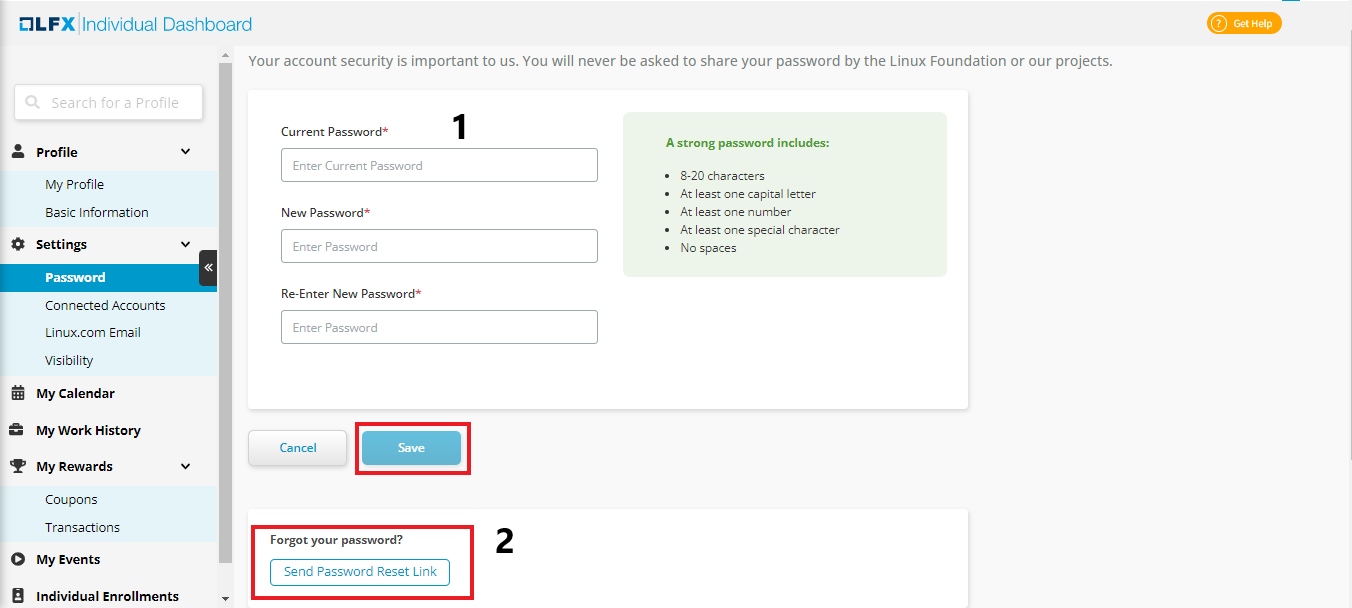 LFX Individual Dashboard
Get Help
Search for a Profile
Profile
My Profile
Basic Information
Settings
Password
Connected Accounts
Linux.com Email
Visibility
My Calendar
My Work History
My Rewards
Coupons
Transactions
My Events
Individual Enrollments
Your account security is important to us. You will never be asked to share your password by the Linux Foundation or our projects.
1
Current Password*
Enter Current Password
New Password*
Enter Password
Re-Enter New Password*
Enter Password
A strong password includes:
• 8-20 characters
• At least one capital letter
• At least one number
• At least one special character
• No spaces
Cancel
Save
Forgot your password?
2
Send Password Reset Link